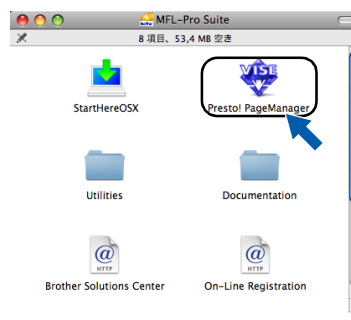 MFL-Pro Suite
8 項目、53,4 MB 空き
VISE
StartHereOSX
Presto! PageManager
Utilities
Documentation
@
@
HTTP
HTTP
Brother Solutions Center
On-Line Registration